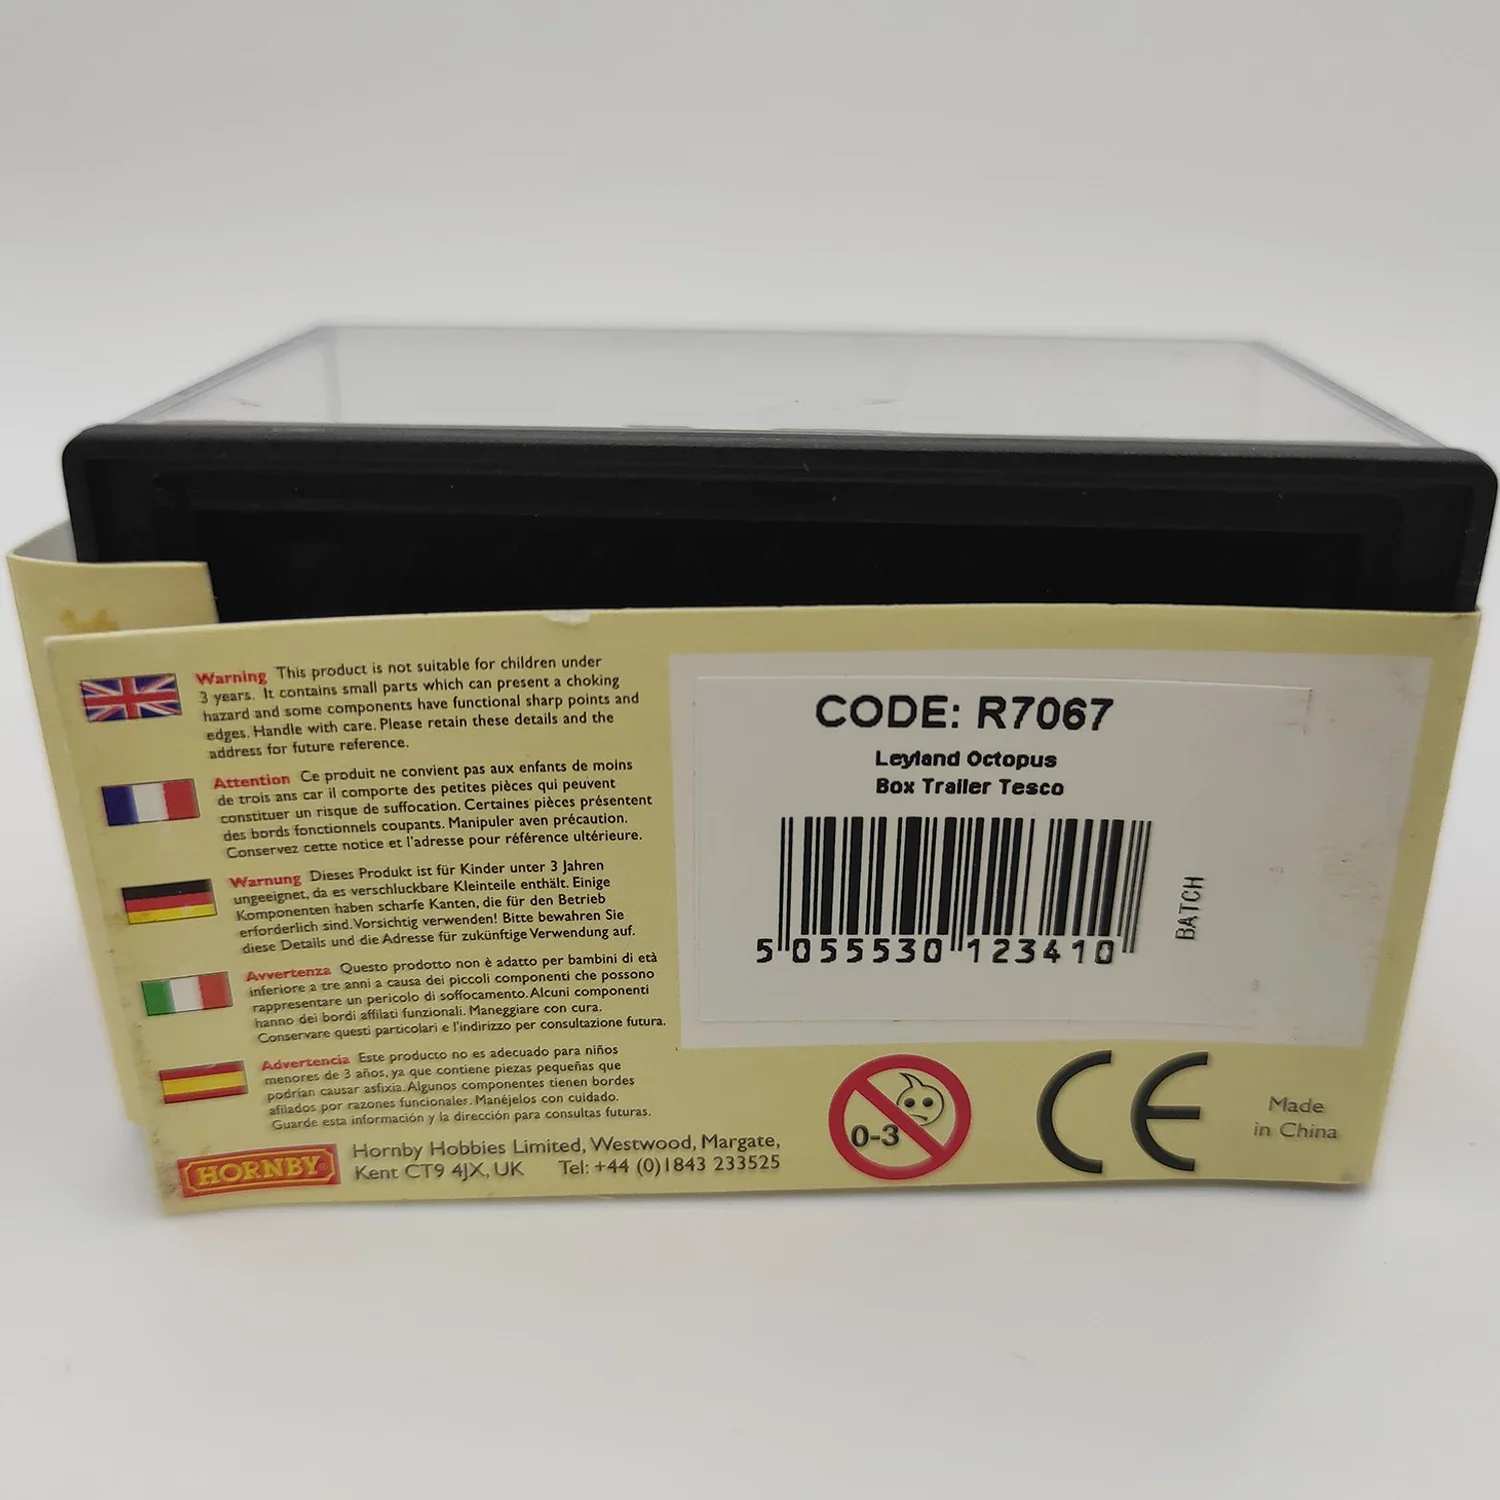 Warning This product is not suitable for children under
3 years. It contains small parts which can present a choking
hazard and some components have functional sharp points and
edges. Handle with care. Please retain these details and the
address for future reference.
Attention Ce produit ne convient pas aux enfants de moins
de trois ans car il comporte des petites pièces qui peuvent
constituer un risque de suffocation. Certaines pièces présentent
des bords fonctionnels coupants. Manipuler aven précaution.
Conservez cette notice et l'adresse pour référence ultérieure.
Warnung Dieses Produkt ist für Kinder unter 3 Jahren
ungeeignet, da es verschluckbare Kleinteile enthält. Einige
Komponenten haben scharfe Kanten, die für den Betrieb
erforderlich sind. Vorsichtig verwenden! Bitte bewahren Sie
diese Details und die Adresse für zukünftige Verwendung auf.
Avvertenza Questo prodotto non è adatto per bambini di età
inferiore a tre anni a causa dei piccoli componenti che possono
rappresentare un pericolo di soffocamento. Alcuni componenti
hanno dei bordi affilati funzionali. Maneggiare con cura.
Conservare questi particolari e l'indirizzo per consultazione futura.
Advertencia Este producto no es adecuado para niños
menores de 3 años, ya que contiene piezas pequeñas que
podrían causar asfixia. Algunos componentes tienen bordes
afilados por razones funcionales. Manéjelos con cuidado.
Guarde esta información y la dirección para consultas futuras.
HORNBY®
Hornby Hobbies Limited, Westwood, Margate,
Kent CT9 4JX, UK Tel: +44 (0)1843 233525
CODE: R7067
Leyland Octopus
Box Trailer Tesco
5 055530 123410
BATCH
0-3
CE
Made
in China